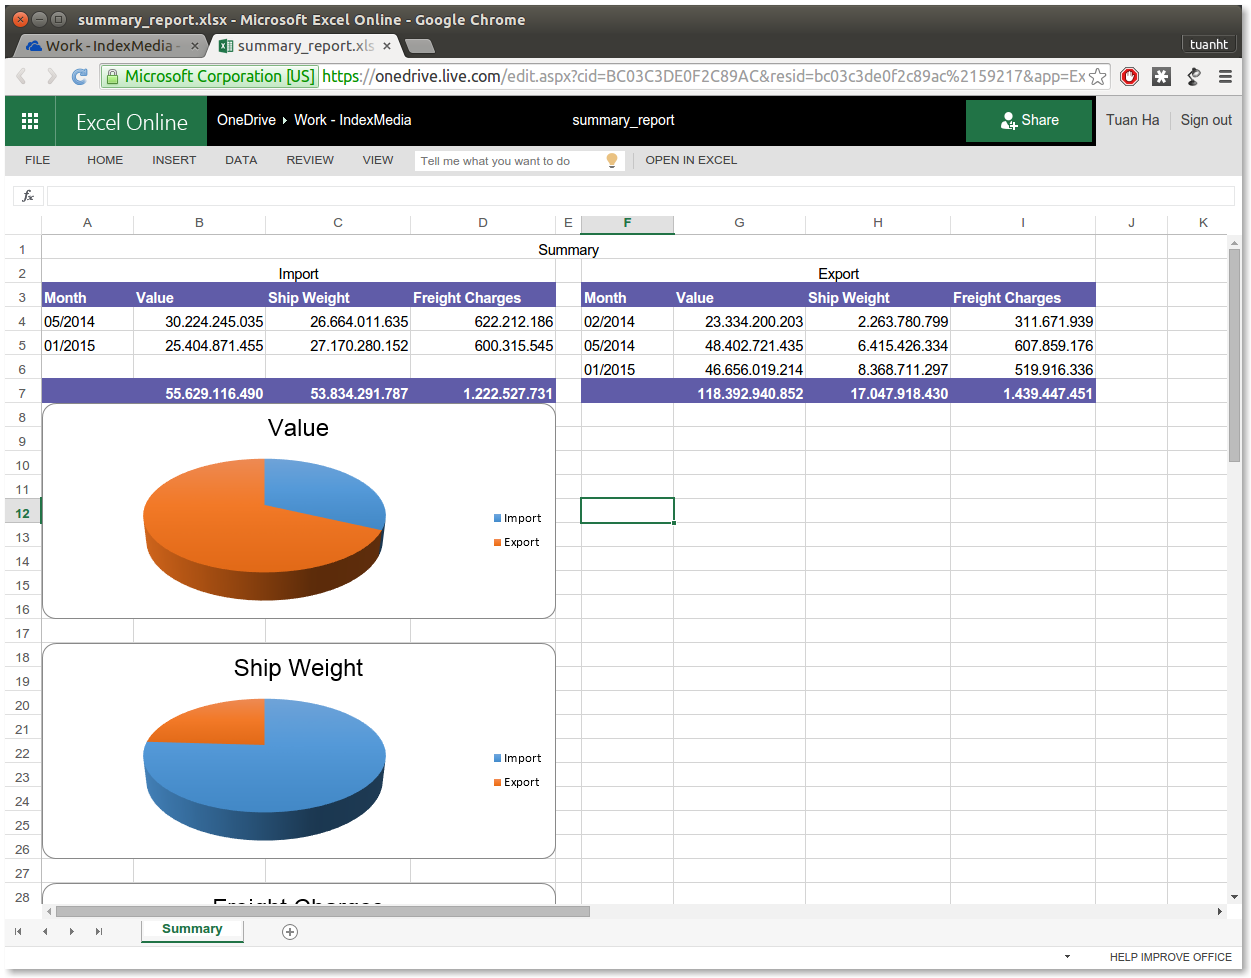 summary_report.xlsx - Microsoft Excel Online - Google Chrome
Work - IndexMedia - × summary_report.xls × tuanht
Microsoft Corporation [US] https://onedrive.live.com/edit.aspx?cid=BC03C3DE0F2C89AC&resid=bc03c3de0f2c89ac%2159217&app=Ex
Excel Online OneDrive Work - IndexMedia summary_report Share Tuan Ha Sign out
FILE HOME INSERT DATA REVIEW VIEW Tell me what you want to do OPEN IN EXCEL
fx
A B C D E F G H I J K
1 Summary
2 Import Export
3 Month Value Ship Weight Freight Charges Month Value Ship Weight Freight Charges
4 05/2014 30.224.245.035 26.664.011.635 622.212.186 02/2014 23.334.200.203 2.263.780.799 311.671.939
5 01/2015 25.404.871.455 27.170.280.152 600.315.545 05/2014 48.402.721.435 6.415.426.334 607.859.176
6 01/2015 46.656.019.214 8.368.711.297 519.916.336
7 55.629.116.490 53.834.291.787 1.222.527.731 118.392.940.852 17.047.918.430 1.439.447.451
8
Value
9
10
11
12
Import
13
Export
14
15
16
17
18
Ship Weight
19
20
21
22
Import
23
Export
24
25
26
27
28
Freight Charges
Summary
HELP IMPROVE OFFICE